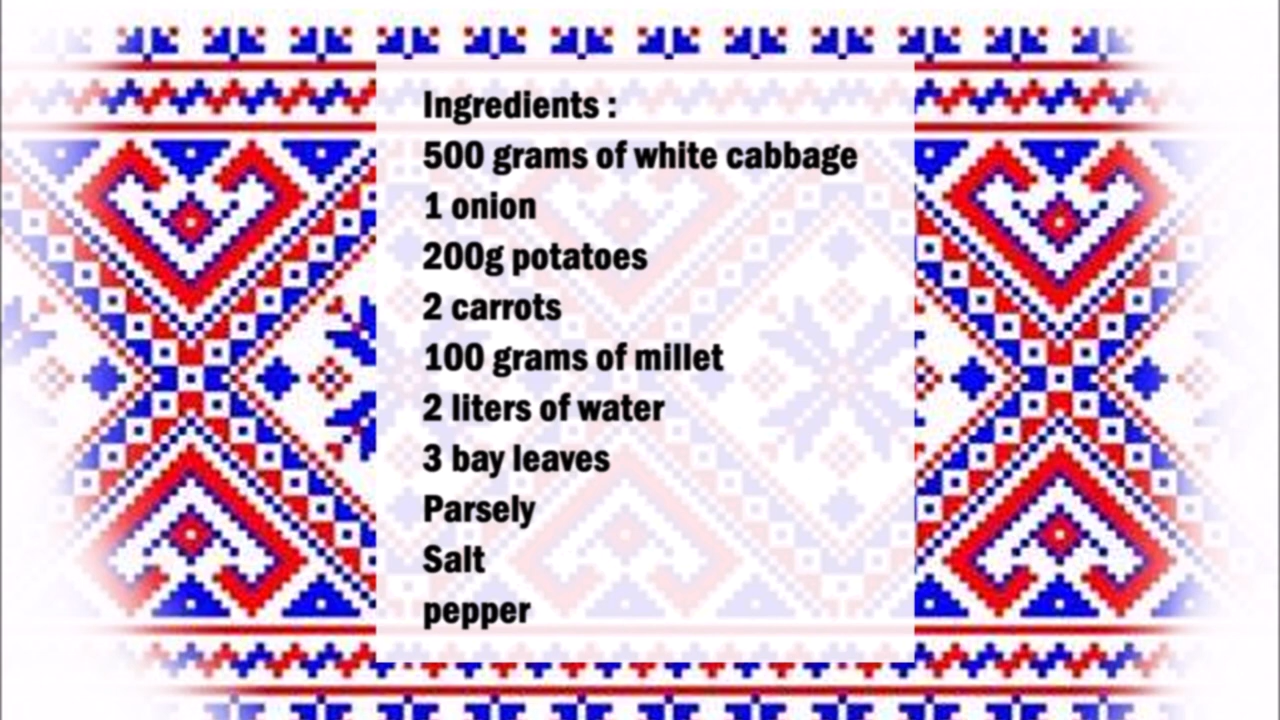 Ingredients :
500 grams of white cabbage
1 onion
200g potatoes
2 carrots
100 grams of millet
2 liters of water
3 bay leaves
Parsely
Salt
pepper